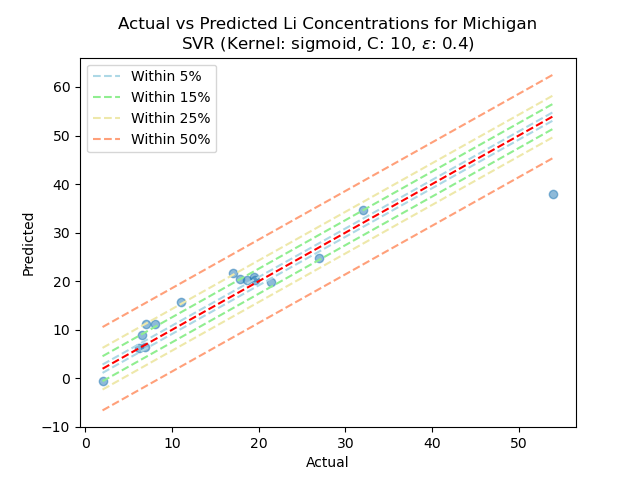 Actual vs Predicted Li Concentrations for Michigan
SVR (Kernel: sigmoid, C: 10, ε: 0.4)
Within 5%
Within 15%
Within 25%
Within 50%
60
50
40
30
20
10
0
−10
Predicted
0
10
20
30
40
50
Actual